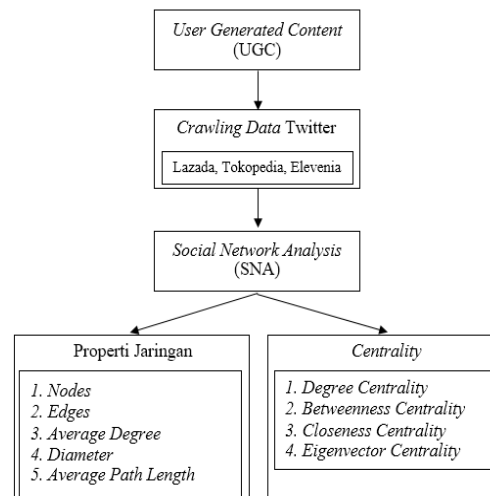 User Generated Content
(UGC)
Crawling Data Twitter
Lazada, Tokopedia, Elevenia
Social Network Analysis
(SNA)
Properti Jaringan
1. Nodes
2. Edges
3. Average Degree
4. Diameter
5. Average Path Length
Centrality
1. Degree Centrality
2. Betweenness Centrality
3. Closeness Centrality
4. Eigenvector Centrality